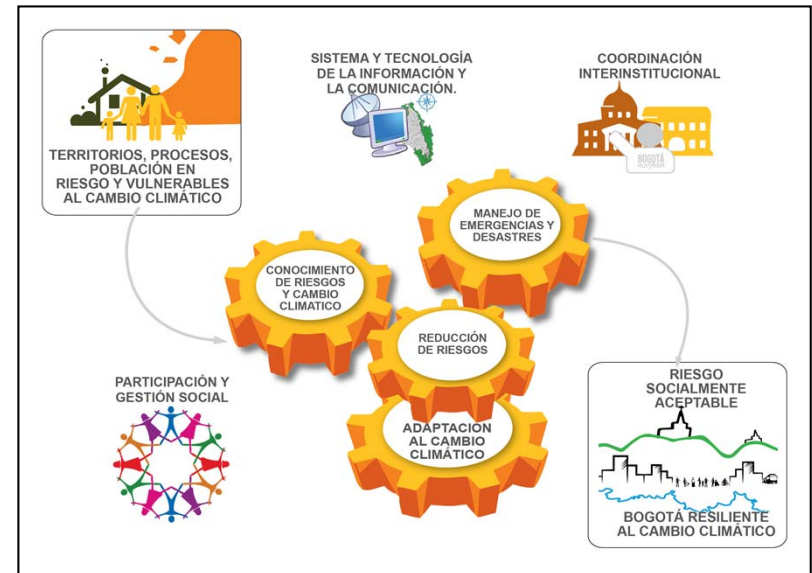 TERRITORIOS, PROCESOS,
POBLACIÓN EN
RIESGO Y VULNERABLES
AL CAMBIO CLIMÁTICO
SISTEMA Y TECNOLOGÍA
DE LA INFORMACIÓN Y
LA COMUNICACIÓN.
COORDINACIÓN
INTERINSTITUCIONAL
BOGOTÁ
MANEJO DE
EMERGENCIAS Y
DESASTRES
CONOCIMIENTO
DE RIESGOS
Y CAMBIO
CLIMATICO
REDUCCIÓN
DE RIESGOS
ADAPTACION
AL CAMBIO
CLIMÁTICO
PARTICIPACIÓN Y
GESTIÓN SOCIAL
RIESGO
SOCIALMENTE
ACEPTABLE
BOGOTÁ RESILIENTE
AL CAMBIO CLIMÁTICO